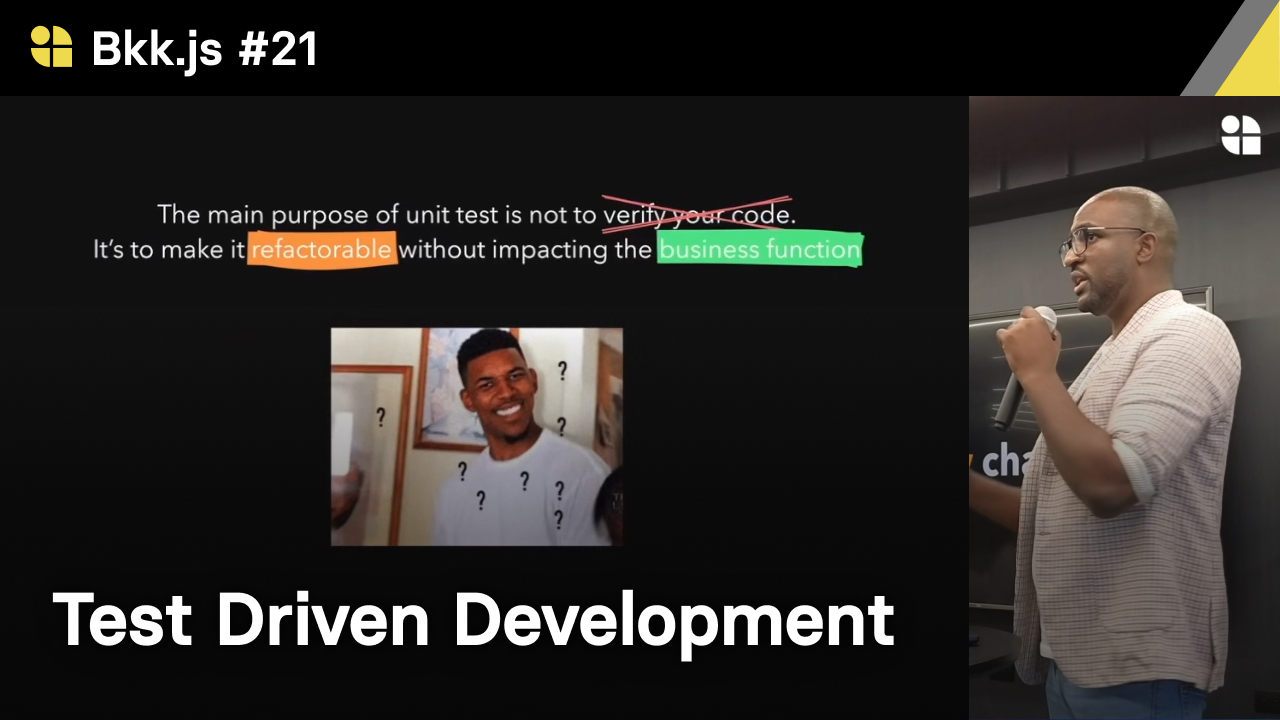 Bkk.js #21
The main purpose of unit test is not to verify your code.
It's to make it refactorable without impacting the business function
?
?
?
?
?
?
?
?
cha
Test Driven Development